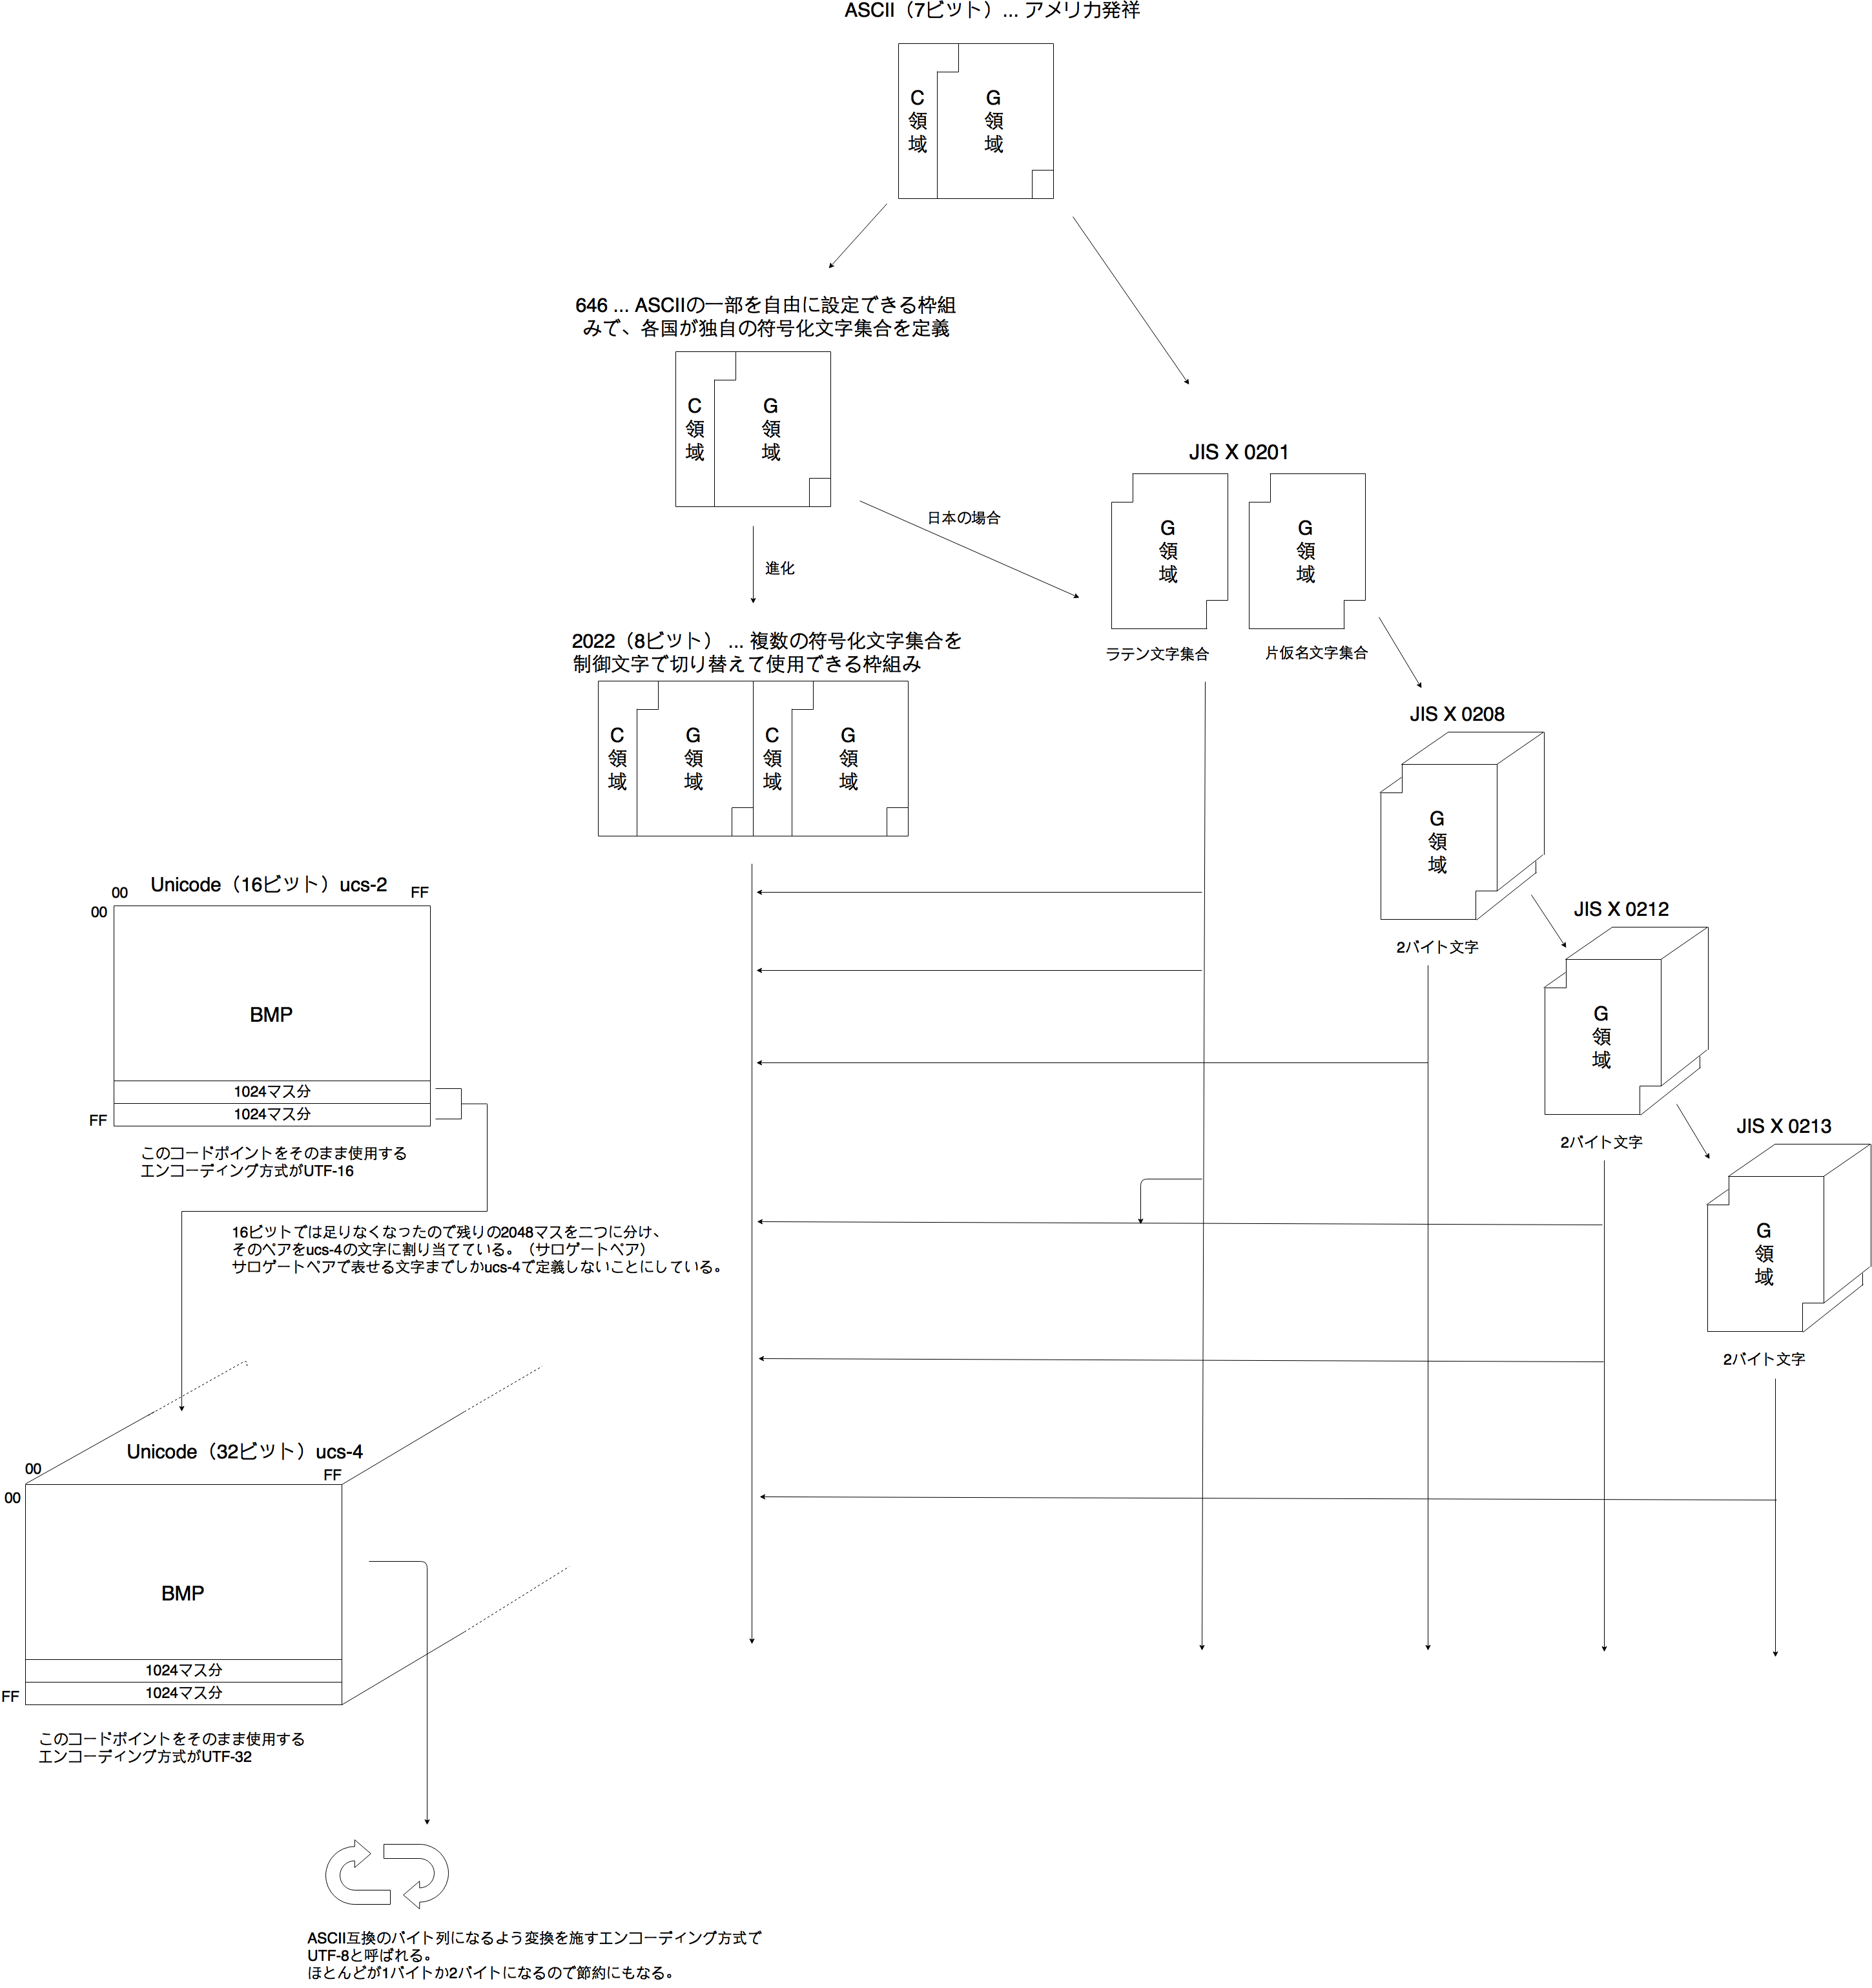 ASCII（7ビット）... アメリカ発祥
C
領
域
G
領
域
646 ... ASCIIの一部を自由に設定できる枠組
みで、各国が独自の符号化文字集合を定義
C
領
域
G
領
域
日本の場合
進化
JIS X 0201
G
領
域
G
領
域
ラテン文字集合
片仮名文字集合
2022（8ビット） ... 複数の符号化文字集合を
制御文字で切り替えて使用できる枠組み
C
領
域
G
領
域
C
領
域
G
領
域
JIS X 0208
G
領
域
2バイト文字
JIS X 0212
G
領
域
2バイト文字
JIS X 0213
G
領
域
2バイト文字
Unicode（16ビット）ucs-2
00
FF
00
BMP
1024マス分
1024マス分
FF
このコードポイントをそのまま使用する
エンコーディング方式がUTF-16
16ビットでは足りなくなったので残りの2048マスを二つに分け、
そのペアをucs-4の文字に割り当てている。（サロゲートペア）
サロゲートペアで表せる文字までしかucs-4で定義しないことにしている。
Unicode（32ビット）ucs-4
00
FF
00
BMP
1024マス分
1024マス分
FF
このコードポイントをそのまま使用する
エンコーディング方式がUTF-32
ASCII互換のバイト列になるよう変換を施すエンコーディング方式で
UTF-8と呼ばれる。
ほとんどが1バイトか2バイトになるので節約にもなる。